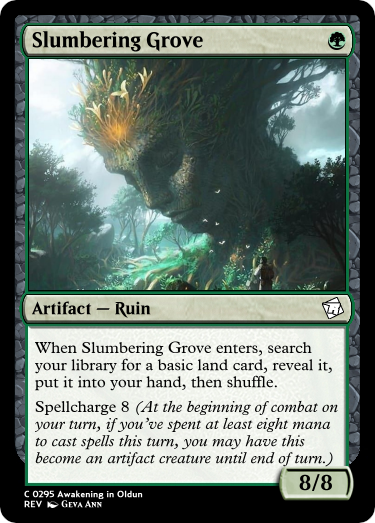 Slumbering Grove
Artifact — Ruin
When Slumbering Grove enters, search
your library for a basic land card, reveal it,
put it into your hand, then shuffle.
Spellcharge 8 (At the beginning of combat on
your turn, if you've spent at least eight mana
to cast spells this turn, you may have this
become an artifact creature until end of turn.)
8/8
C 0295 Awakening in Oldun
REV Geva Ann